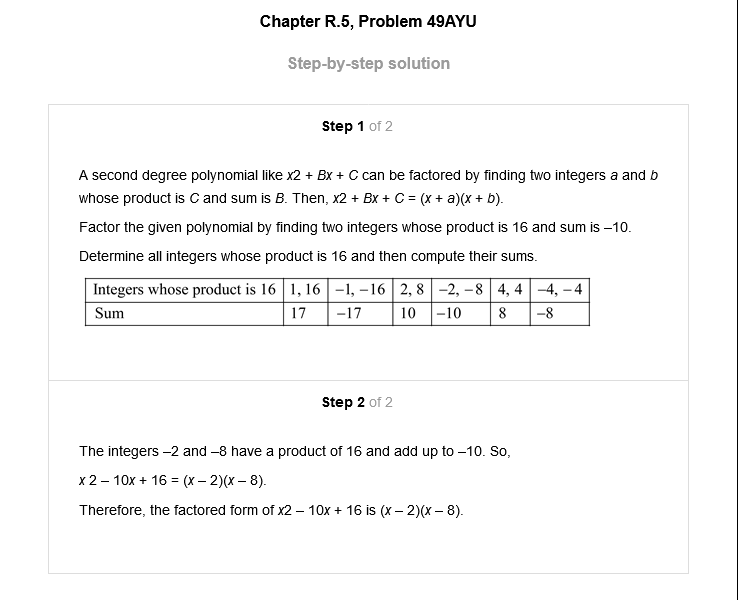 Chapter R.5, Problem 49AYU
Step-by-step solution
Step 1 of 2
A second degree polynomial like x2 + Bx + C can be factored by finding two integers a and b
whose product is C and sum is B. Then, x2 + Bx + C = (x + a)(x + b).
Factor the given polynomial by finding two integers whose product is 16 and sum is –10.
Determine all integers whose product is 16 and then compute their sums.
Integers whose product is 16 1, 16 −1, −16 2, 8 −2, −8 4, 4 −4, −4
Sum 17 −17 10 −10 8 −8
Step 2 of 2
The integers –2 and –8 have a product of 16 and add up to –10. So,
x 2 – 10x + 16 = (x – 2)(x – 8).
Therefore, the factored form of x2 – 10x + 16 is (x – 2)(x – 8).